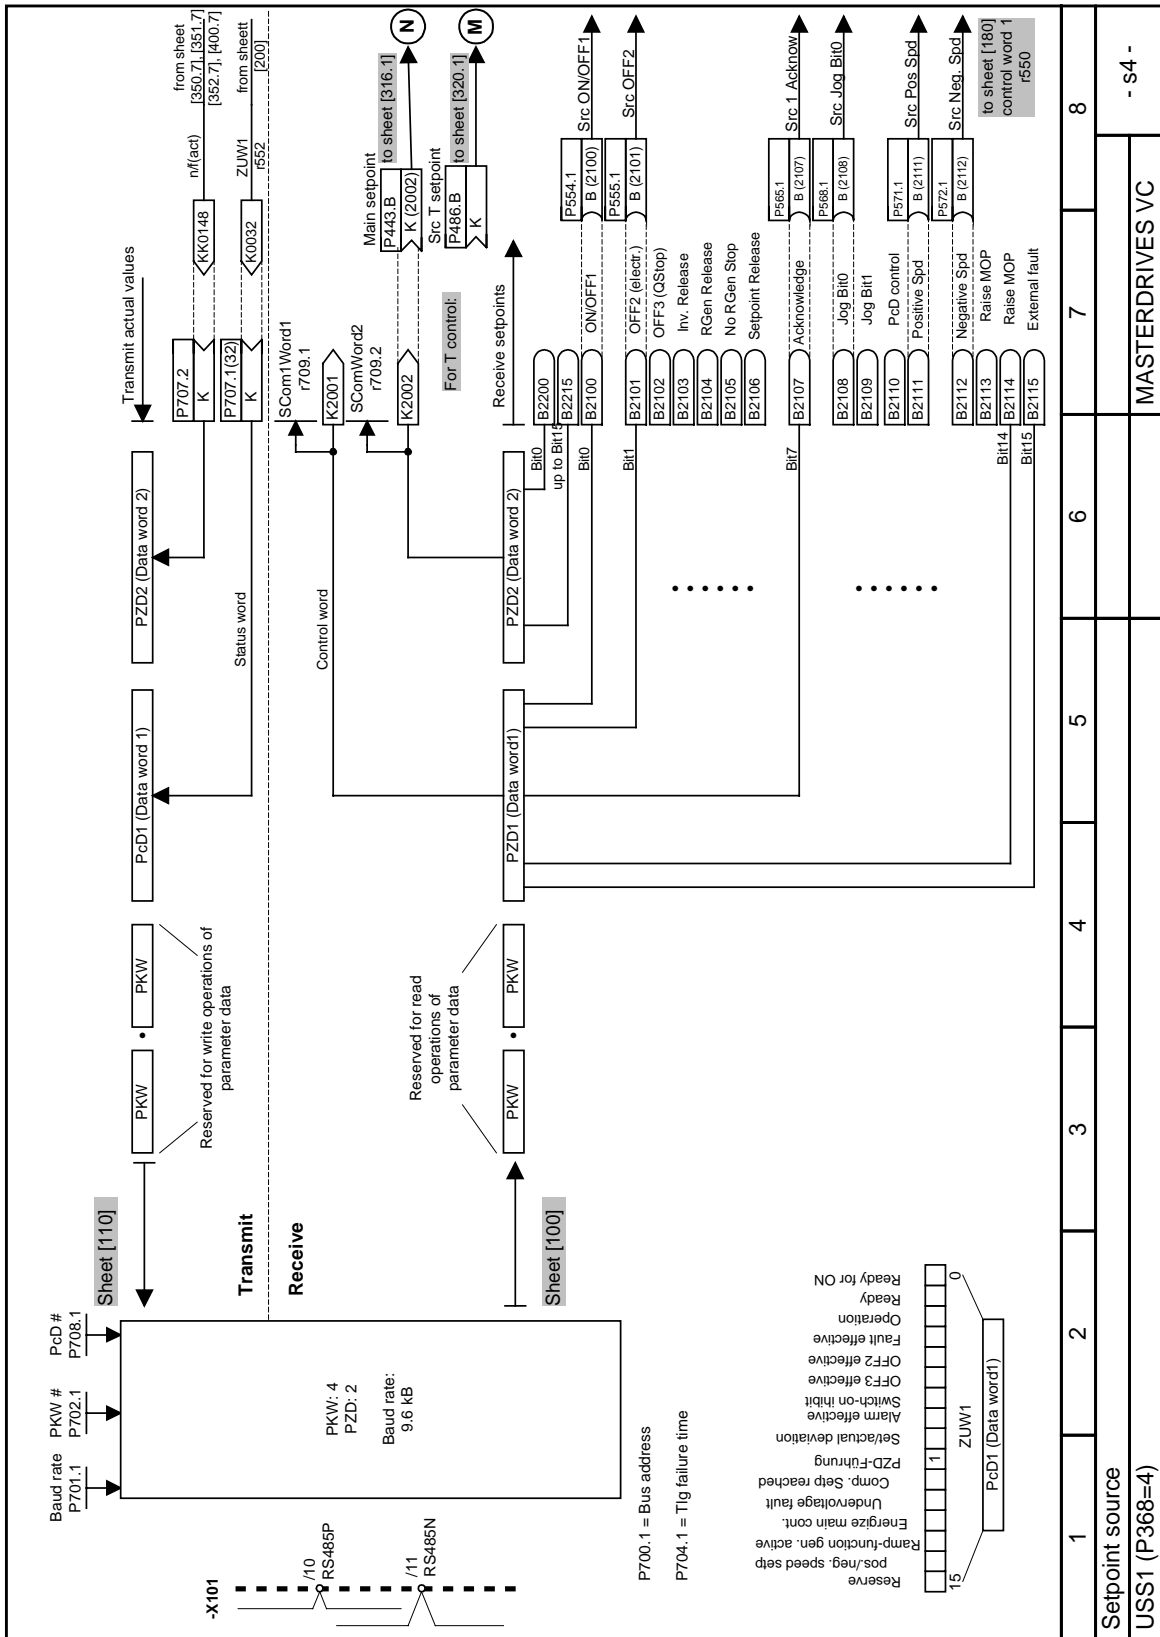 Baud rate
P701.1
PKW #
P702.1
PcD #
P708.1
PKW: 4
PZD: 2
Baud rate:
9.6 kB
-X101
/10
RS485P
/11
RS485N
P700.1 = Bus address
P704.1 = Tlg failure time
Sheet [110]
Transmit
Receive
Sheet [100]
PKW
PKW
Reserved for write operations of
parameter data
PcD1 (Data word 1)
PZD2 (Data word 2)
Status word
Transmit actual values
P707.2
K
KK0148
n/f(act)
from sheet
[350.7], [351.7]
[352.7], [400.7]
P707.1(32)
K
K0032
ZUW1
r552
from sheett
[200]
Control word
SCom1Word1
r709.1
K2001
SComWord2
r709.2
K2002
Main setpoint
P443.B
K (2002)
to sheet [316.1]
N
For T control:
Src T setpoint
P486.B
K
to sheet [320.1]
M
PKW
PKW
Reserved for read
operations of
parameter data
PZD1 (Data word1)
PZD2 (Data word 2)
Receive setpoints
Bit0
B2200
up to Bit15
B2215
Bit0
B2100
ON/OFF1
P554.1
B (2100)
Src ON/OFF1
Bit1
B2101
OFF2 (electr.)
P555.1
B (2101)
Src OFF2
B2102
OFF3 (QStop)
B2103
Inv. Release
B2104
RGen Release
B2105
No RGen Stop
B2106
Setpoint Release
Bit7
B2107
Acknowledge
P565.1
B (2107)
Src 1 Acknow
B2108
Jog Bit0
P568.1
B (2108)
Src Jog Bit0
B2109
Jog Bit1
B2110
PcD control
B2111
Positive Spd
P571.1
B (2111)
Src Pos Spd
B2112
Negative Spd
P572.1
B (2112)
Src Neg. Spd
B2113
Raise MOP
Bit14
B2114
Raise MOP
Bit15
B2115
External fault
to sheet [180]
control word 1
r550
Reserve
pos./neg. speed setp
Ramp-function gen. active
Energize main cont.
Undervoltage fault
Comp. Setp reached
PZD-Führung
Set/actual deviation
Alarm effective
Switch-on inhibit
OFF3 effective
OFF2 effective
Fault effective
Operation
Ready
Ready for ON
1
15
0
ZUW1
PcD1 (Data word1)
1
2
3
4
5
6
7
8
Setpoint source
USS1 (P368=4)
MASTERDRIVES VC
- s4 -